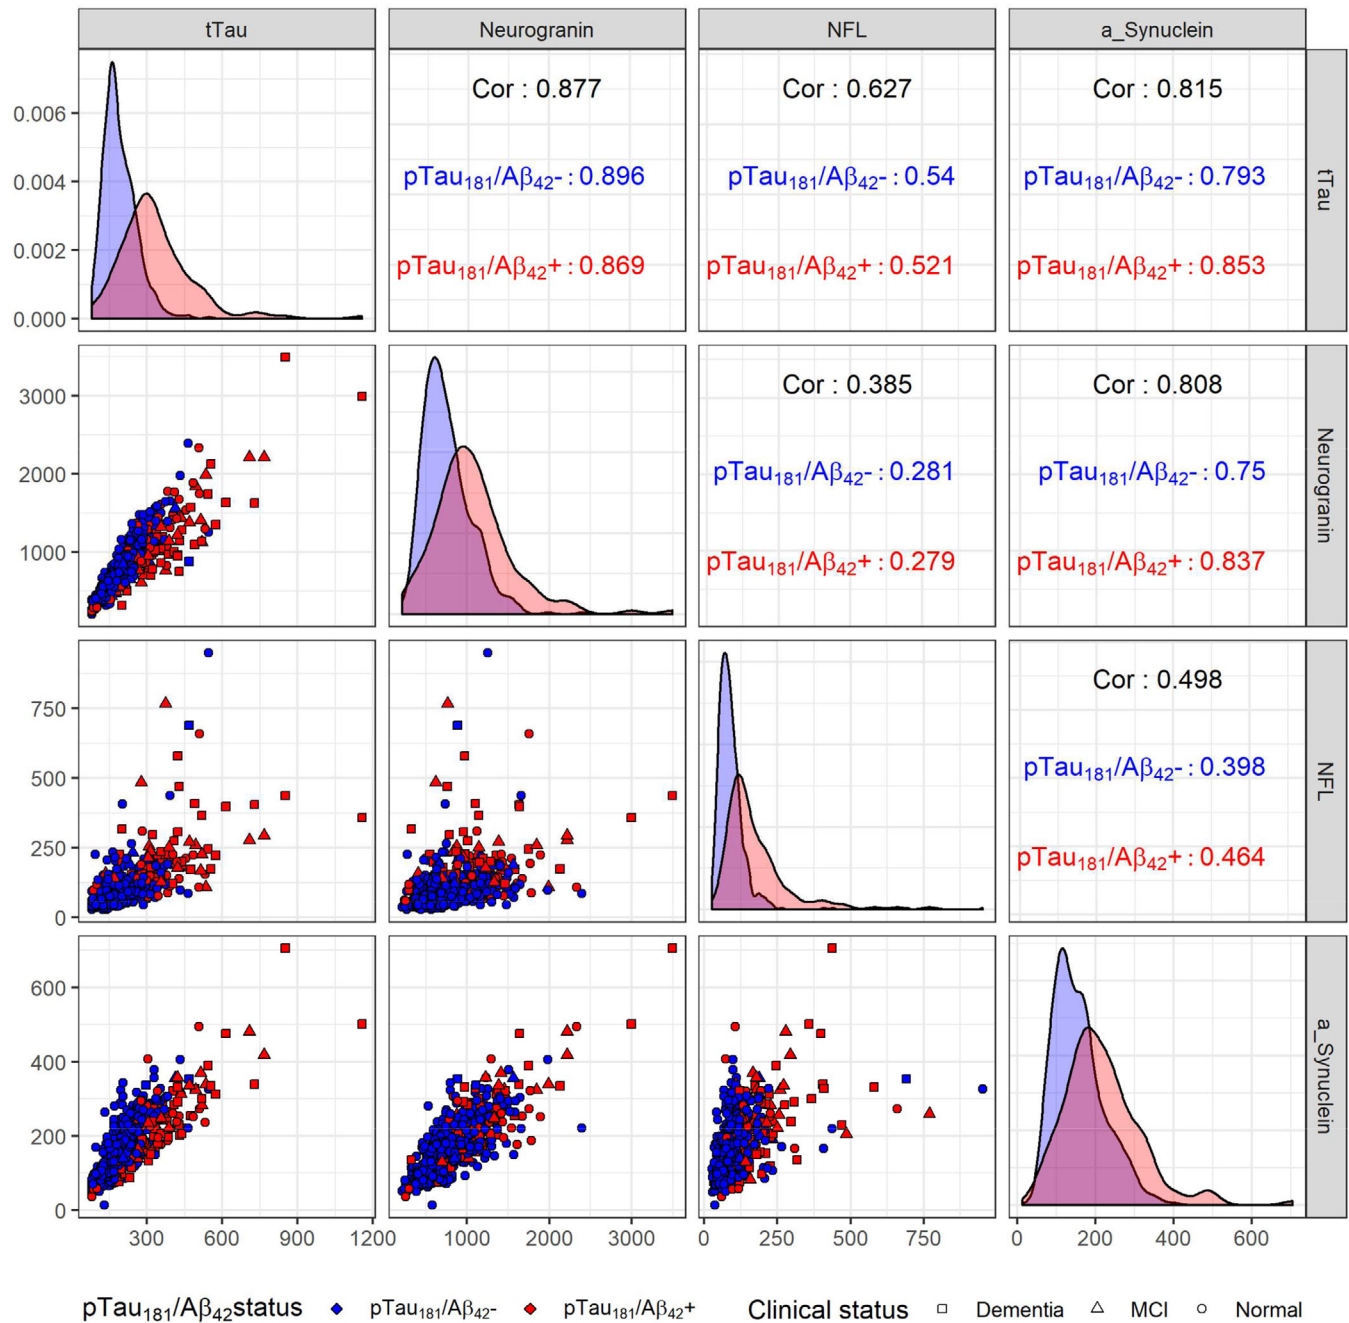 tTau Neurogranin NFL a_Synuclein
0.006
0.004
0.002
0.000
Cor : 0.877
pTau₁₈₁/Aβ₄₂- : 0.896
pTau₁₈₁/Aβ₄₂+ : 0.869
Cor : 0.627
pTau₁₈₁/Aβ₄₂- : 0.54
pTau₁₈₁/Aβ₄₂+ : 0.521
Cor : 0.815
pTau₁₈₁/Aβ₄₂- : 0.793
pTau₁₈₁/Aβ₄₂+ : 0.853
tTau
3000
2000
1000
Cor : 0.385
pTau₁₈₁/Aβ₄₂- : 0.281
pTau₁₈₁/Aβ₄₂+ : 0.279
Cor : 0.808
pTau₁₈₁/Aβ₄₂- : 0.75
pTau₁₈₁/Aβ₄₂+ : 0.837
Neurogranin
750
500
250
0
Cor : 0.498
pTau₁₈₁/Aβ₄₂- : 0.398
pTau₁₈₁/Aβ₄₂+ : 0.464
NFL
600
400
200
0
a_Synuclein
300 600 900 1200
1000 2000 3000
0 250 500 750
0 200 400 600
pTau₁₈₁/Aβ₄₂status pTau₁₈₁/Aβ₄₂- pTau₁₈₁/Aβ₄₂+ Clinical status Dementia MCI Normal